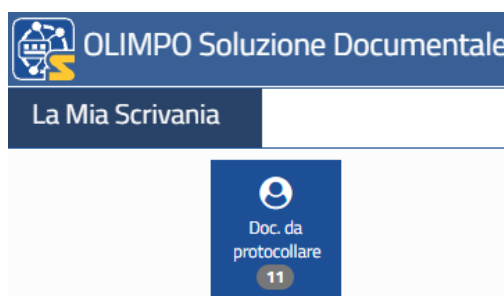 OLIMPO Soluzione Documentale
La Mia Scrivania
Doc. da
protocollare
11